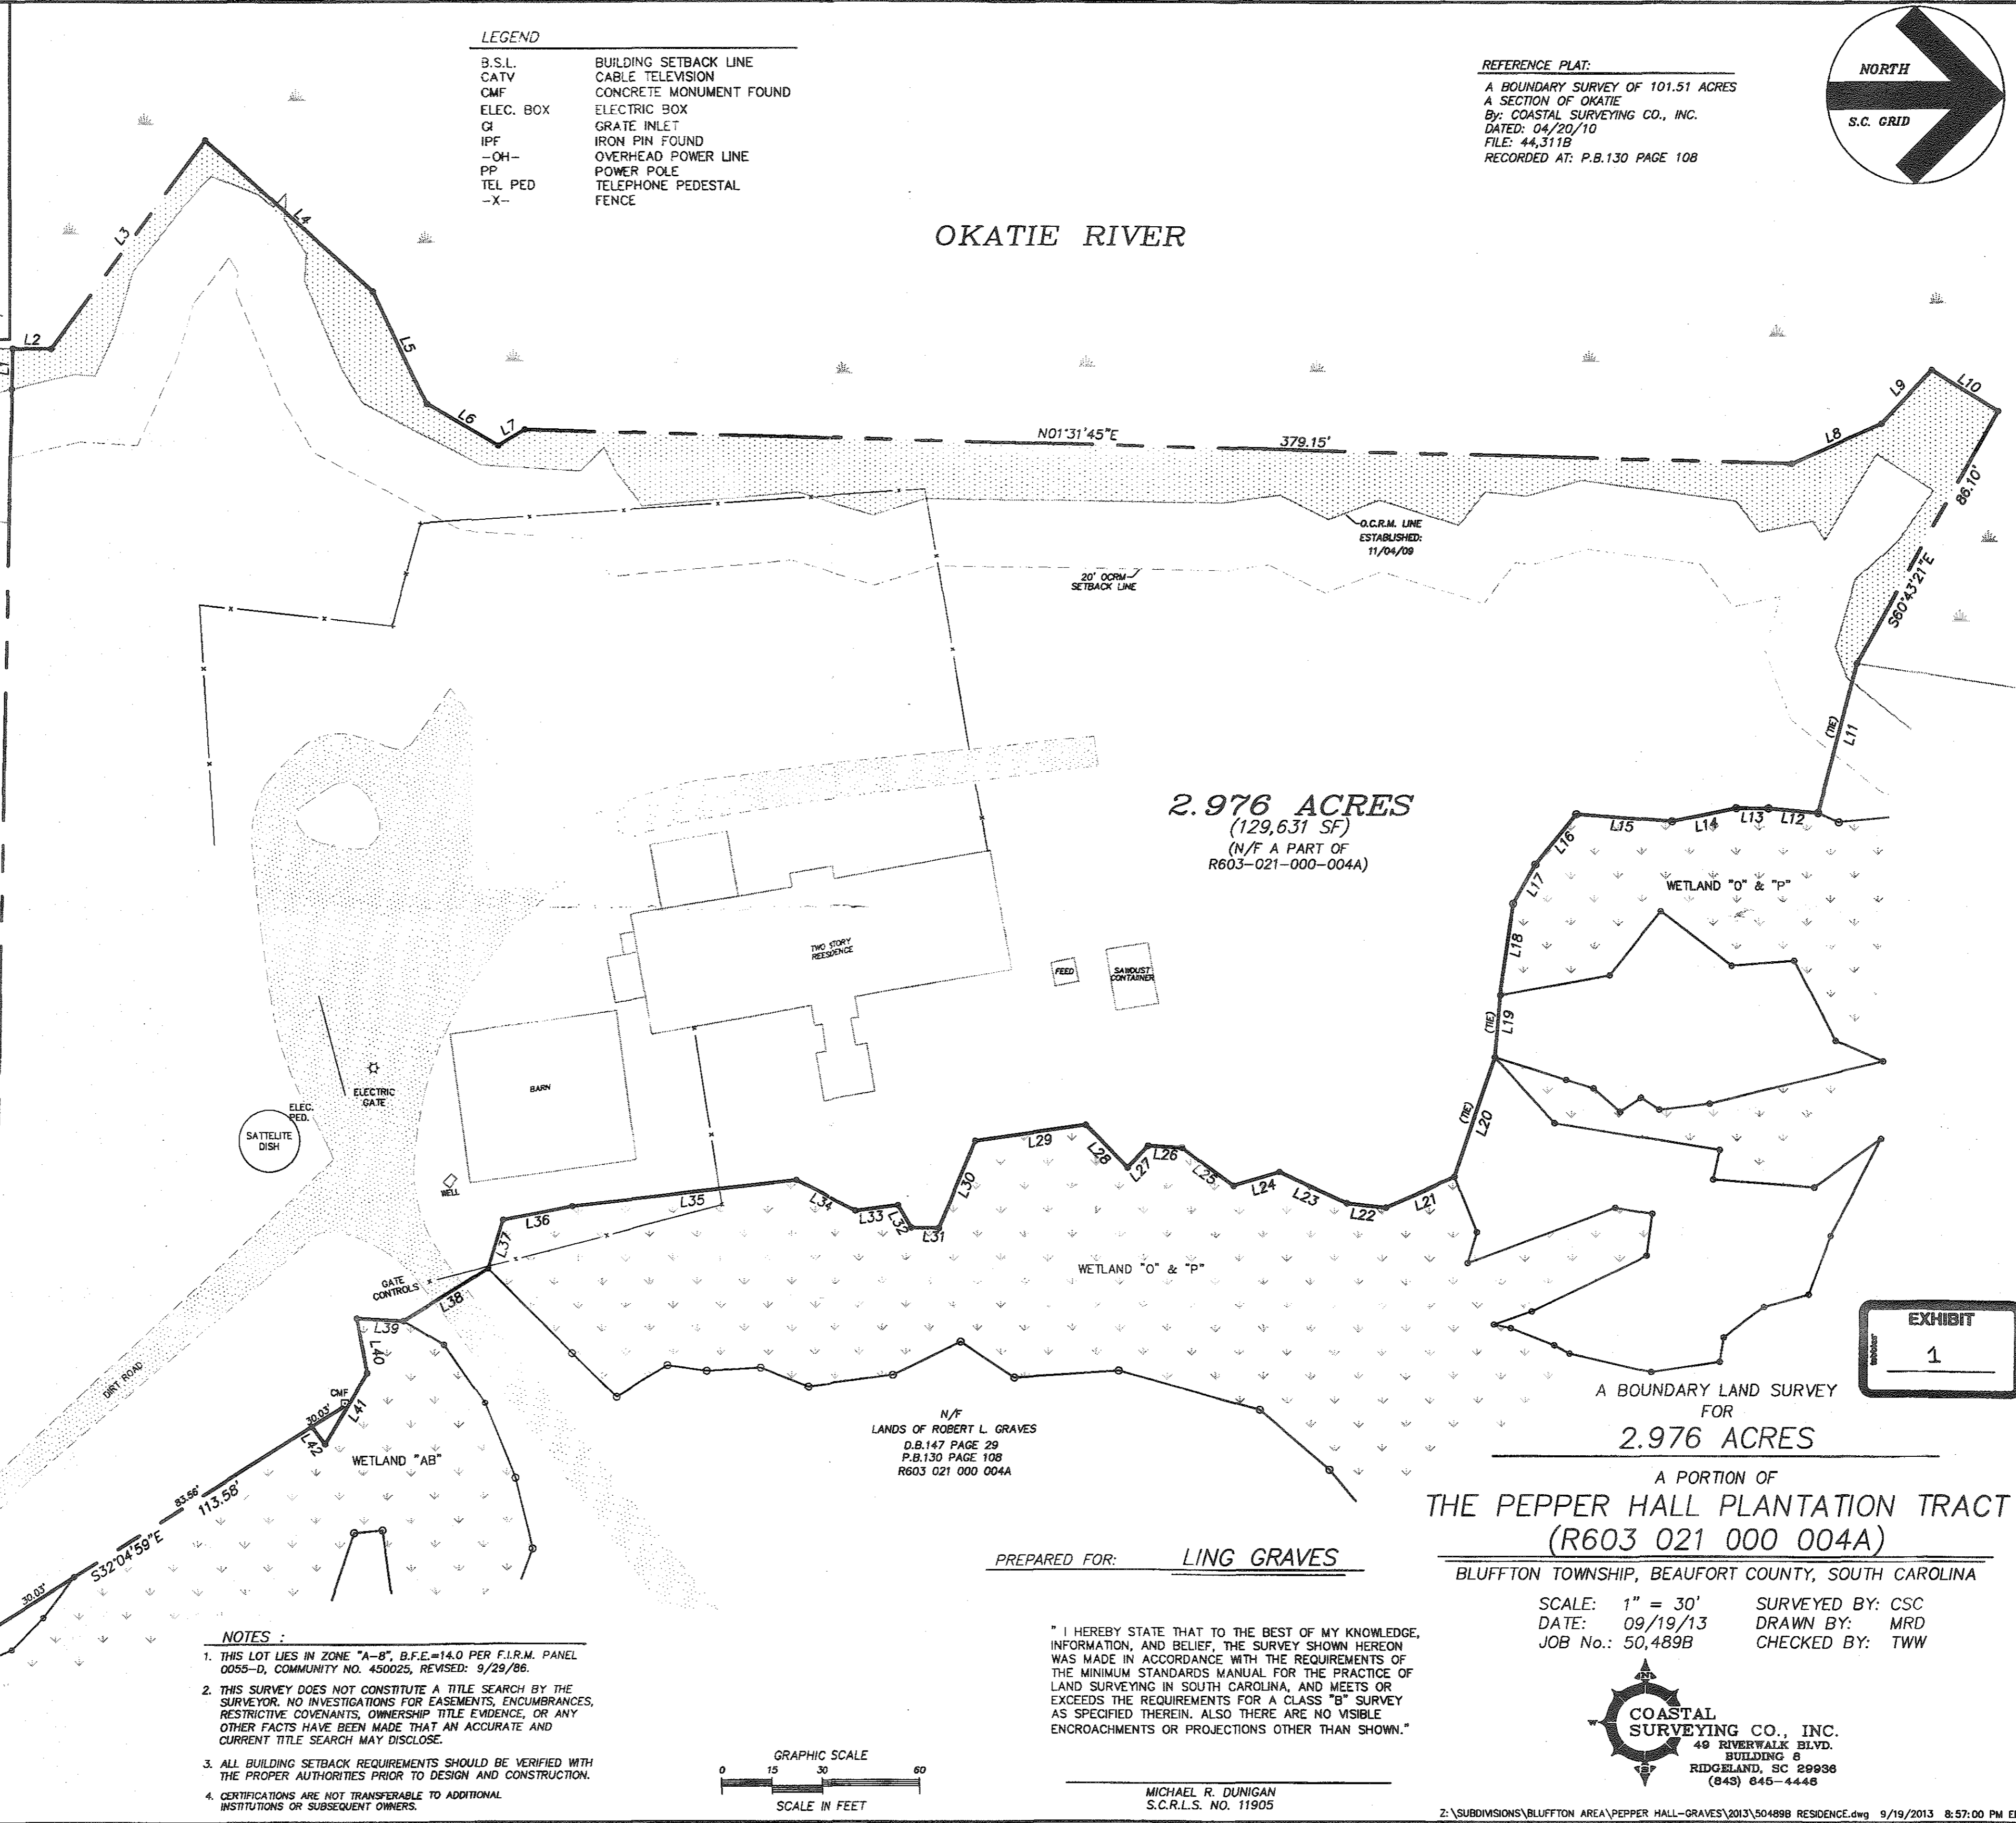 LEGEND
B.S.L. BUILDING SETBACK LINE
CATV CABLE TELEVISION
CMF CONCRETE MONUMENT FOUND
ELEC. BOX ELECTRIC BOX
GI GRATE INLET
IPF IRON PIN FOUND
-OH- OVERHEAD POWER LINE
PP POWER POLE
TEL PED TELEPHONE PEDESTAL
-X- FENCE
REFERENCE PLAT:
A BOUNDARY SURVEY OF 101.51 ACRES
A SECTION OF OKATIE
By: COASTAL SURVEYING CO., INC.
DATED: 04/20/10
FILE: 44,311B
RECORDED AT: P.B.130 PAGE 108
NORTH
S.C. GRID
OKATIE RIVER
L1
L2
L3
L4
L5
L6
L7
N01°31'45"E
379.15'
L8
L9
L10
86.10'
S60°43'21"E
O.C.R.M. LINE
ESTABLISHED:
11/04/09
20' OCRM
SETBACK LINE
(TIE)
L11
2.976 ACRES
(129,631 SF)
(N/F A PART OF
R603-021-000-004A)
L12
L13
L14
L15
L16
L17
L18
WETLAND "O" & "P"
(TIE)
L19
(TIE)
L20
TWO STORY
REESDENCE
FEED
SAWDUST
CONTAINER
BARN
ELECTRIC
GATE
ELEC.
PED.
SATTELITE
DISH
WELL
L21
L22
L23
L24
L25
L26
L27
L28
L29
L30
L31
L32
L33
L34
L35
L36
L37
L38
L39
L40
L41
L42
WETLAND "O" & "P"
GATE
CONTROLS
DIRT ROAD
CMF
30.03'
WETLAND "AB"
83.56'
113.58'
S32°04'59"E
30.03'
N/F
LANDS OF ROBERT L. GRAVES
D.B.147 PAGE 29
P.B.130 PAGE 108
R603 021 000 004A
EXHIBIT
1
A BOUNDARY LAND SURVEY
FOR
2.976 ACRES
A PORTION OF
THE PEPPER HALL PLANTATION TRACT
(R603 021 000 004A)
BLUFFTON TOWNSHIP, BEAUFORT COUNTY, SOUTH CAROLINA
SCALE: 1" = 30' SURVEYED BY: CSC
DATE: 09/19/13 DRAWN BY: MRD
JOB No.: 50,489B CHECKED BY: TWW
PREPARED FOR: LING GRAVES
NOTES :
1. THIS LOT LIES IN ZONE "A-8", B.F.E.=14.0 PER F.I.R.M. PANEL
0055-D, COMMUNITY NO. 450025, REVISED: 9/29/86.
2. THIS SURVEY DOES NOT CONSTITUTE A TITLE SEARCH BY THE
SURVEYOR. NO INVESTIGATIONS FOR EASEMENTS, ENCUMBRANCES,
RESTRICTIVE COVENANTS, OWNERSHIP TITLE EVIDENCE, OR ANY
OTHER FACTS HAVE BEEN MADE THAT AN ACCURATE AND
CURRENT TITLE SEARCH MAY DISCLOSE.
3. ALL BUILDING SETBACK REQUIREMENTS SHOULD BE VERIFIED WITH
THE PROPER AUTHORITIES PRIOR TO DESIGN AND CONSTRUCTION.
4. CERTIFICATIONS ARE NOT TRANSFERABLE TO ADDITIONAL
INSTITUTIONS OR SUBSEQUENT OWNERS.
GRAPHIC SCALE
0 15 30 60
SCALE IN FEET
" I HEREBY STATE THAT TO THE BEST OF MY KNOWLEDGE,
INFORMATION, AND BELIEF, THE SURVEY SHOWN HEREON
WAS MADE IN ACCORDANCE WITH THE REQUIREMENTS OF
THE MINIMUM STANDARDS MANUAL FOR THE PRACTICE OF
LAND SURVEYING IN SOUTH CAROLINA, AND MEETS OR
EXCEEDS THE REQUIREMENTS FOR A CLASS "B" SURVEY
AS SPECIFIED THEREIN. ALSO THERE ARE NO VISIBLE
ENCROACHMENTS OR PROJECTIONS OTHER THAN SHOWN."
MICHAEL R. DUNIGAN
S.C.R.L.S. NO. 11905
N
W
S
COASTAL
SURVEYING CO., INC.
49 RIVERWALK BLVD.
BUILDING 8
RIDGELAND, SC 29936
(843) 645-4446
Z:\SUBDIVISIONS\BLUFFTON AREA\PEPPER HALL-GRAVES\2013\50489B RESIDENCE.dwg 9/19/2013 8:57:00 PM